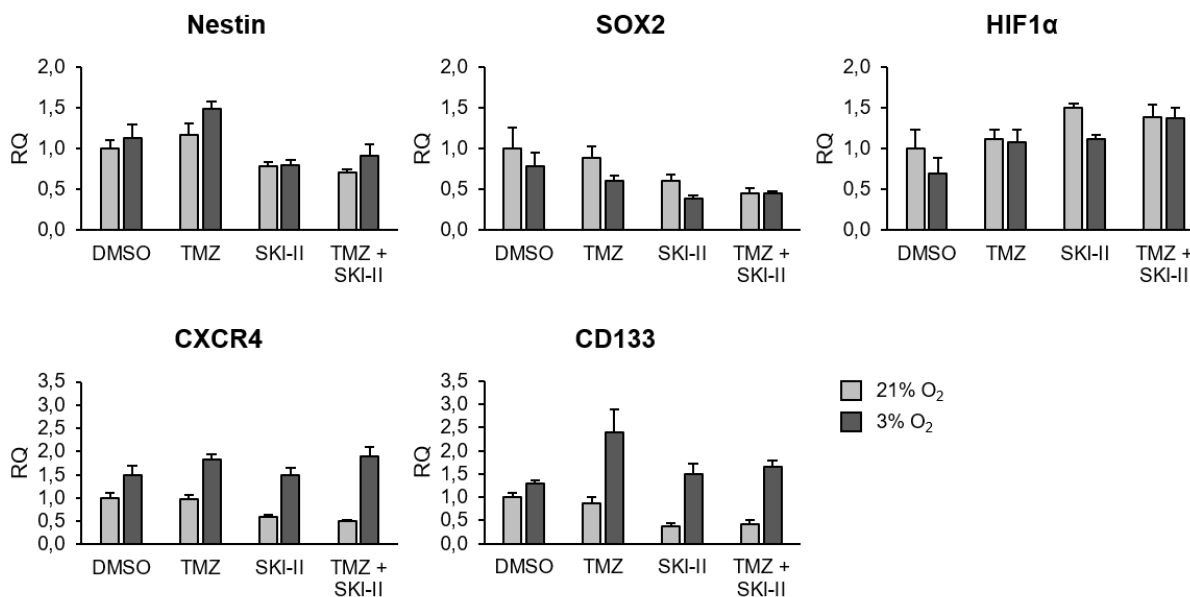 Nestin
2,0
1,5
1,0
0,5
0,0
RQ
DMSO TMZ SKI-II TMZ +
SKI-II
SOX2
2,0
1,5
1,0
0,5
0,0
RQ
DMSO TMZ SKI-II TMZ +
SKI-II
HIF1α
2,0
1,5
1,0
0,5
0,0
RQ
DMSO TMZ SKI-II TMZ +
SKI-II
CXCR4
3,5
3,0
2,5
2,0
1,5
1,0
0,5
0,0
RQ
DMSO TMZ SKI-II TMZ +
SKI-II
CD133
3,5
3,0
2,5
2,0
1,5
1,0
0,5
0,0
RQ
DMSO TMZ SKI-II TMZ +
SKI-II
21% O₂
3% O₂